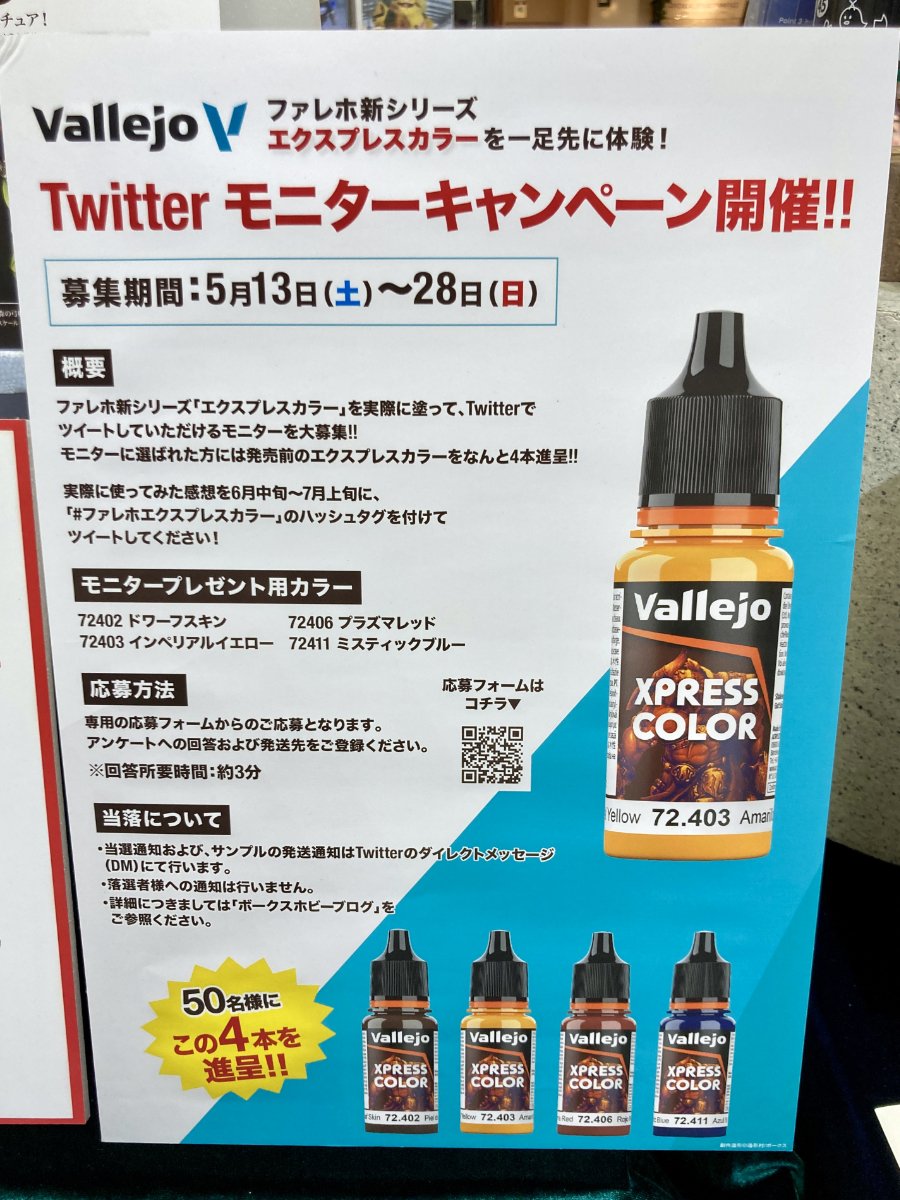 チュア!
Vallejo
ファレホ新シリーズ
エクスプレスカラーを一足先に体験!
Twitter モニターキャンペーン開催!!
募集期間:5月13日(土)〜28日(日)
概要
ファレホ新シリーズ「エクスプレスカラー」を実際に塗って、Twitterで
ツイートしていただけるモニターを大募集!!
モニターに選ばれた方には発売前のエクスプレスカラーをなんと4本進呈!!
実際に使ってみた感想を6月中旬〜7月上旬に、
「#ファレホエクスプレスカラー」のハッシュタグを付けて
ツイートしてください!
モニタープレゼント用カラー
72402 ドワーフスキン
72406 プラズマレッド
72403 インペリアルイエロー
72411 ミスティックブルー
応募方法
専用の応募フォームからのご応募となります。
アンケートへの回答および発送先をご登録ください。
※回答所要時間:約3分
応募フォームは
コチラ▼
当落について
・当選通知および、サンプルの発送通知はTwitterのダイレクトメッセージ
(DM)にて行います。
・落選者様への通知は行いません。
・詳細につきましては「ボークスホビーブログ」を
ご参照ください。
50名様に
この4本を
進呈!!
Vallejo
XPRESS
COLOR
Yellow 72.403
Vallejo
XPRESS
COLOR
Skin 72.402 Piel
Vallejo
XPRESS
COLOR
72.403
Vallejo
XPRESS
COLOR
Red 72.406
Vallejo
XPRESS
COLOR
Blue 72.411 Azul